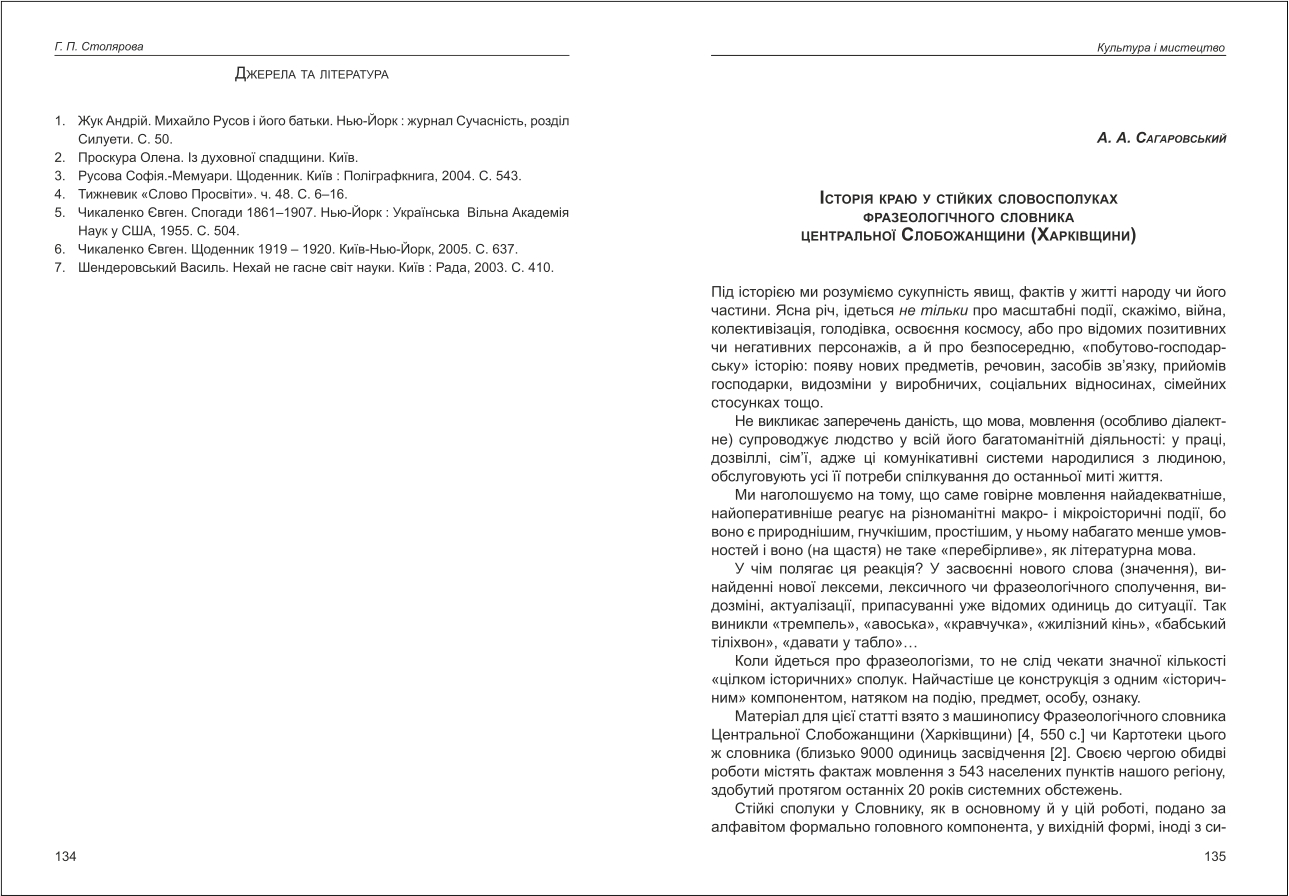 Г. П. Столярова
Джерела та література
1. Жук Андрій. Михайло Русов і його батьки. Нью-Йорк : журнал Сучасність, розділ
Силуети. С. 50.
2. Проскура Олена. Із духовної спадщини. Київ.
3. Русова Софія.-Мемуари. Щоденник. Київ : Поліграфкнига, 2004. С. 543.
4. Тижневик «Слово Просвіти». ч. 48. С. 6–16.
5. Чикаленко Євген. Спогади 1861–1907. Нью-Йорк : Українська Вільна Академія
Наук у США, 1955. С. 504.
6. Чикаленко Євген. Щоденник 1919 – 1920. Київ-Нью-Йорк, 2005. С. 637.
7. Шендеровський Василь. Нехай не гасне світ науки. Київ : Рада, 2003. С. 410.
134
Культура і мистецтво
А. А. Сагаровський
Історія краю у стійких словосполуках
фразеологічного словника
центральної Слобожанщини (Харківщини)
Під історією ми розуміємо сукупність явищ, фактів у житті народу чи його
частини. Ясна річ, ідеться не тільки про масштабні події, скажімо, війна,
колективізація, голодівка, освоєння космосу, або про відомих позитивних
чи негативних персонажів, а й про безпосередню, «побутово-господар-
ську» історію: появу нових предметів, речовин, засобів зв’язку, прийомів
господарки, видозміни у виробничих, соціальних відносинах, сімейних
стосунках тощо.
Не викликає заперечень даність, що мова, мовлення (особливо діалект-
не) супроводжує людство у всій його багатоманітній діяльності: у праці,
дозвіллі, сім’ї, адже ці комунікативні системи народилися з людиною,
обслуговують усі її потреби спілкування до останньої миті життя.
Ми наголошуємо на тому, що саме говірне мовлення найадекватніше,
найоперативніше реагує на різноманітні макро- і мікроісторичні події, бо
воно є природнішим, гнучкішим, простішим, у ньому набагато менше умов-
ностей і воно (на щастя) не таке «перебірливе», як літературна мова.
У чім полягає ця реакція? У засвоєнні нового слова (значення), ви-
найденні нової лексеми, лексичного чи фразеологічного сполучення, ви-
дозміні, актуалізації, припасуванні уже відомих одиниць до ситуації. Так
виникли «тремпель», «авоська», «кравчучка», «жилізний кінь», «бабський
тіліхвон», «давати у табло»…
Коли йдеться про фразеологізми, то не слід чекати значної кількості
«цілком історичних» сполук. Найчастіше це конструкція з одним «історич-
ним» компонентом, натяком на подію, предмет, особу, ознаку.
Матеріал для цієї статті взято з машинопису Фразеологічного словника
Центральної Слобожанщини (Харківщини) [4, 550 с.] чи Картотеки цього
ж словника (близько 9000 одиниць засвідчення [2]. Своєю чергою обидві
роботи містять фактаж мовлення з 543 населених пунктів нашого регіону,
здобутий протягом останніх 20 років системних обстежень.
Стійкі сполуки у Словнику, як в основному й у цій роботі, подано за
алфавітом формально головного компонента, у вихідній формі, іноді з си-
135